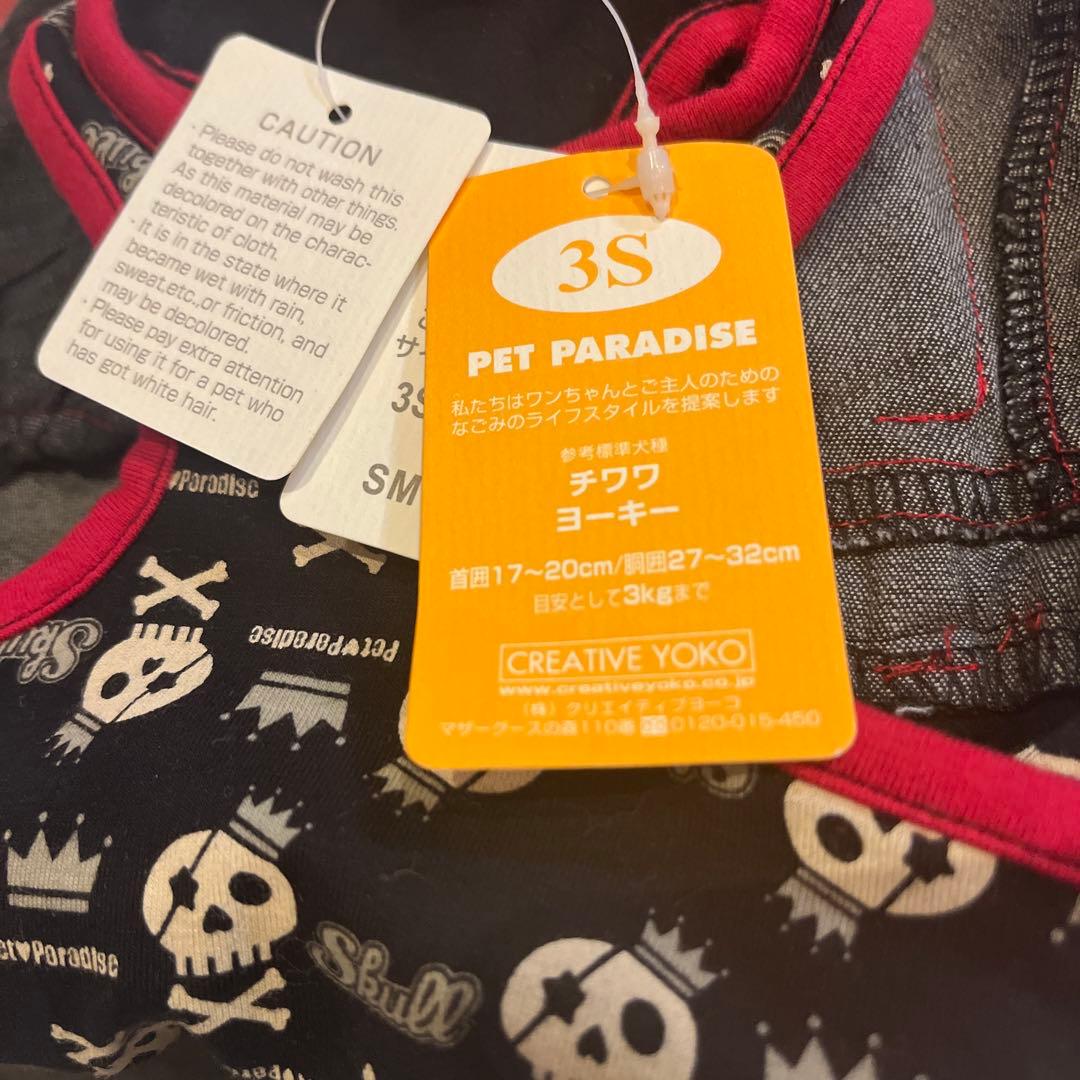 CAUTION
· Please do not wash this
together with other things.
As this material may be
decolored on the charac-
teristic of cloth.
· It is in the state where it
became wet with rain,
sweat.etc.,or friction, and
may be decolored.
· Please pay extra attention
for using it for a pet who
has got white hair.
3S
SM
3S
PET PARADISE
私たちはワンちゃんとご主人のための
なごみのライフスタイルを提案します
参考標準犬種
チワワ
ヨーキー
首囲17〜20cm/胴囲27〜32cm
目安として3kgまで
CREATIVE YOKO
www.creativeyoko.co.jp
(株)クリエイティブヨーコ
マザーグースの森110番 0120-015-450
Paradise
Skull
Pet♥Paradise
et♥Paradise
Skull